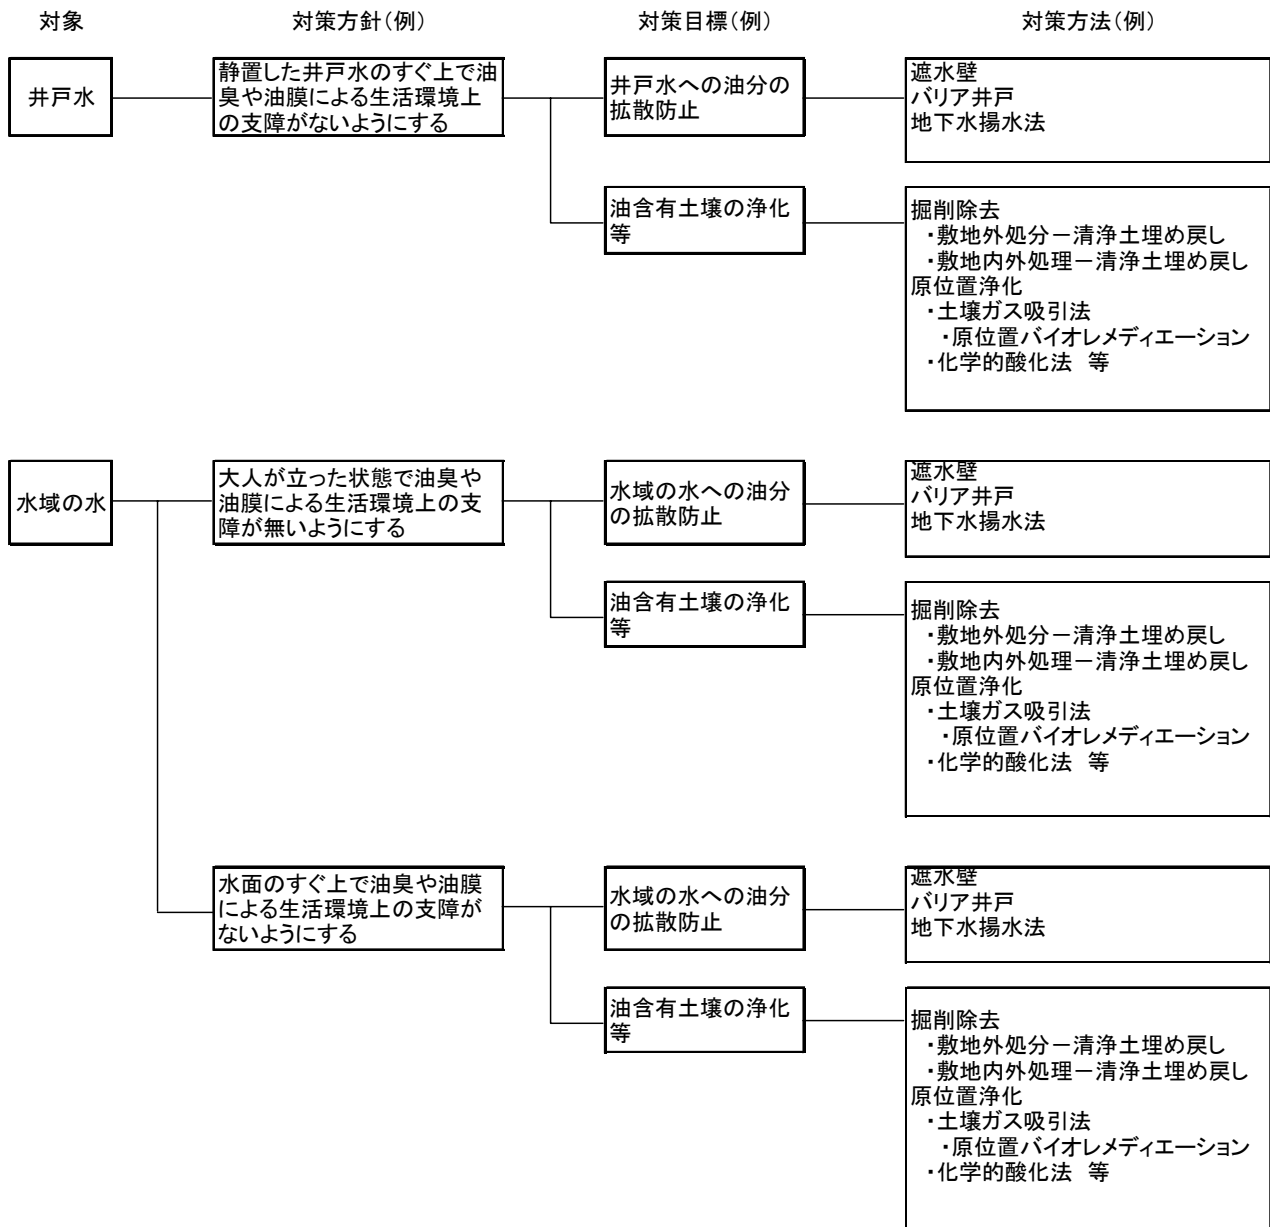 対象
対策方針(例)
対策目標(例)
対策方法(例)
井戸水
静置した井戸水のすぐ上で油
臭や油膜による生活環境上
の支障がないようにする
井戸水への油分の
拡散防止
遮水壁
バリア井戸
地下水揚水法
油含有土壌の浄化
等
掘削除去
・敷地外処分－清浄土埋め戻し
・敷地内外処理－清浄土埋め戻し
原位置浄化
・土壌ガス吸引法
・原位置バイオレメディエーション
・化学的酸化法 等
水域の水
大人が立った状態で油臭や
油膜による生活環境上の支
障が無いようにする
水域の水への油分
の拡散防止
遮水壁
バリア井戸
地下水揚水法
油含有土壌の浄化
等
掘削除去
・敷地外処分－清浄土埋め戻し
・敷地内外処理－清浄土埋め戻し
原位置浄化
・土壌ガス吸引法
・原位置バイオレメディエーション
・化学的酸化法 等
水面のすぐ上で油臭や油膜
による生活環境上の支障が
ないようにする
水域の水への油分
の拡散防止
遮水壁
バリア井戸
地下水揚水法
油含有土壌の浄化
等
掘削除去
・敷地外処分－清浄土埋め戻し
・敷地内外処理－清浄土埋め戻し
原位置浄化
・土壌ガス吸引法
・原位置バイオレメディエーション
・化学的酸化法 等